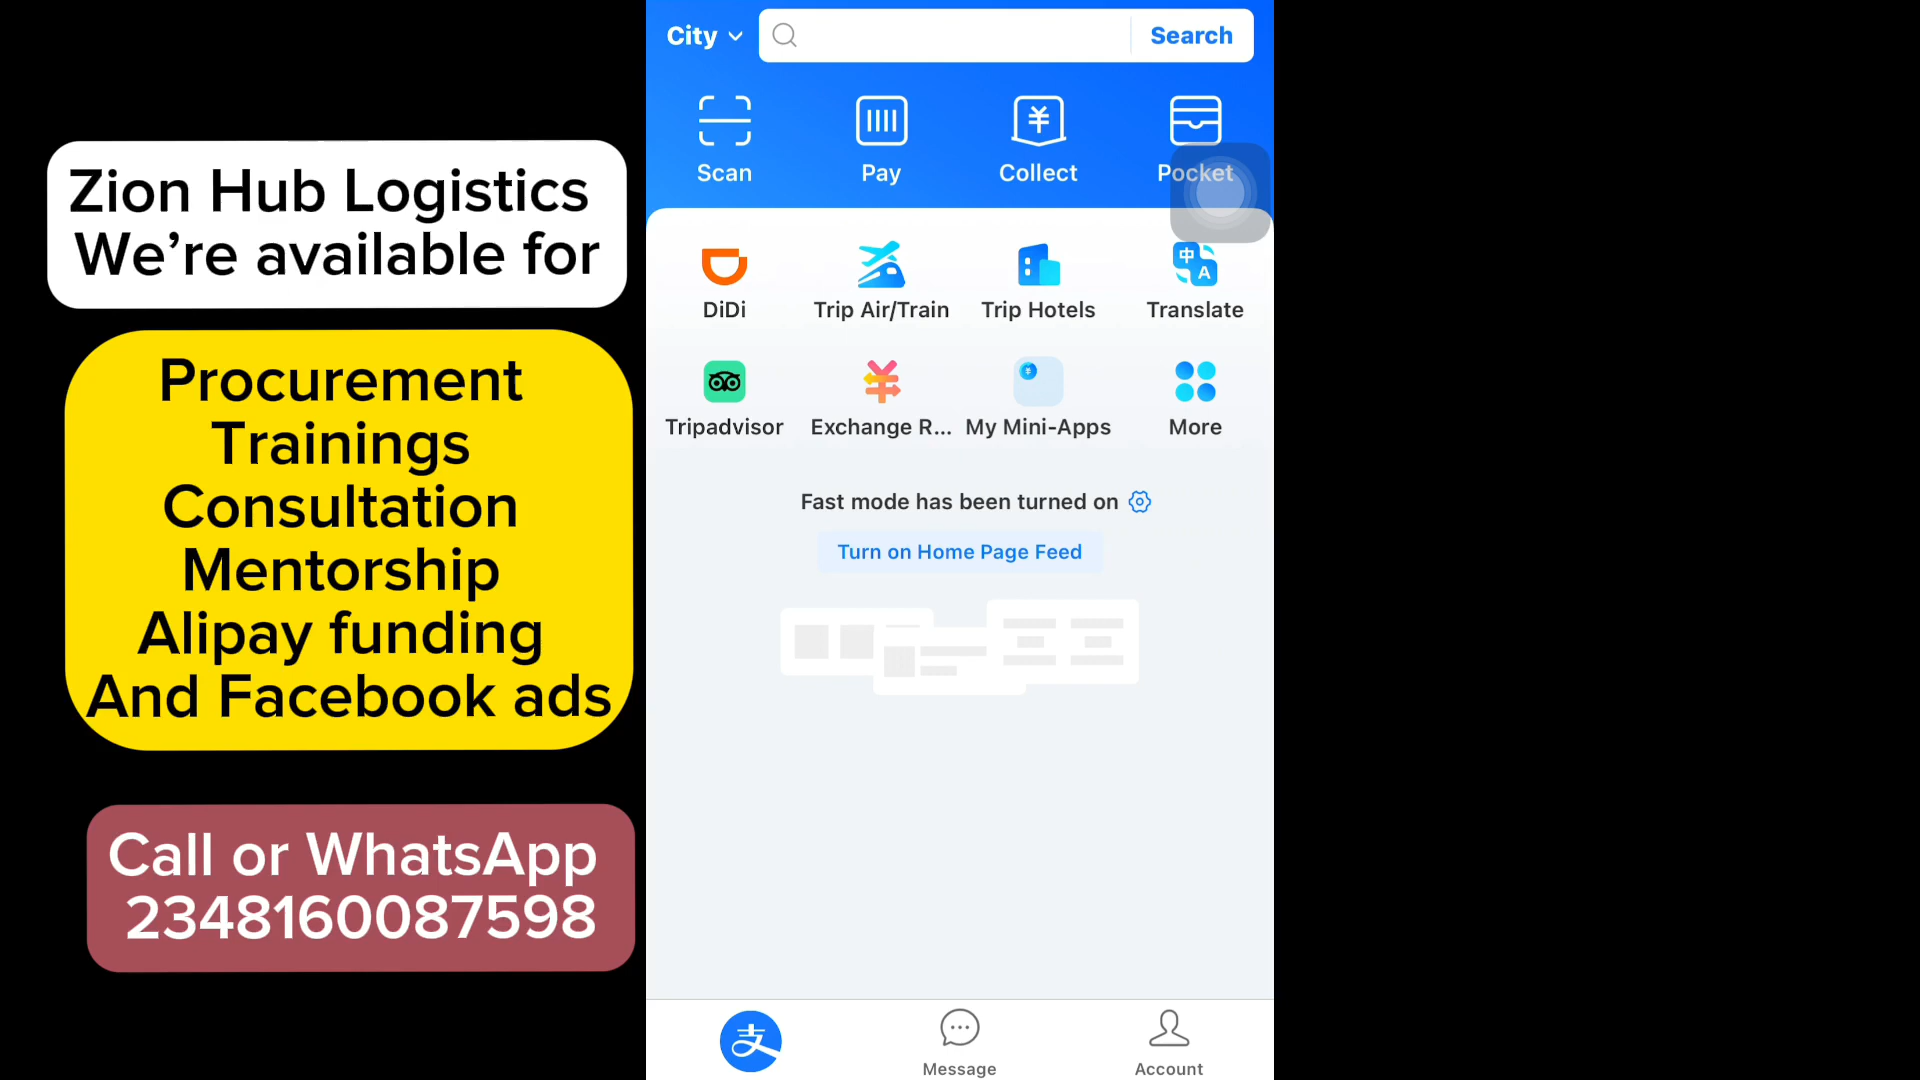 Zion Hub Logistics
We’re available for
Procurement
Trainings
Consultation
Mentorship
Alipay funding
And Facebook ads
Call or WhatsApp
2348160087598
City
Search
Scan
Pay
Collect
Pocket
DiDi
Trip Air/Train
Trip Hotels
中
A
Translate
Tripadvisor
Exchange R...
¥
My Mini-Apps
More
Fast mode has been turned on
Turn on Home Page Feed
支
Message
Account